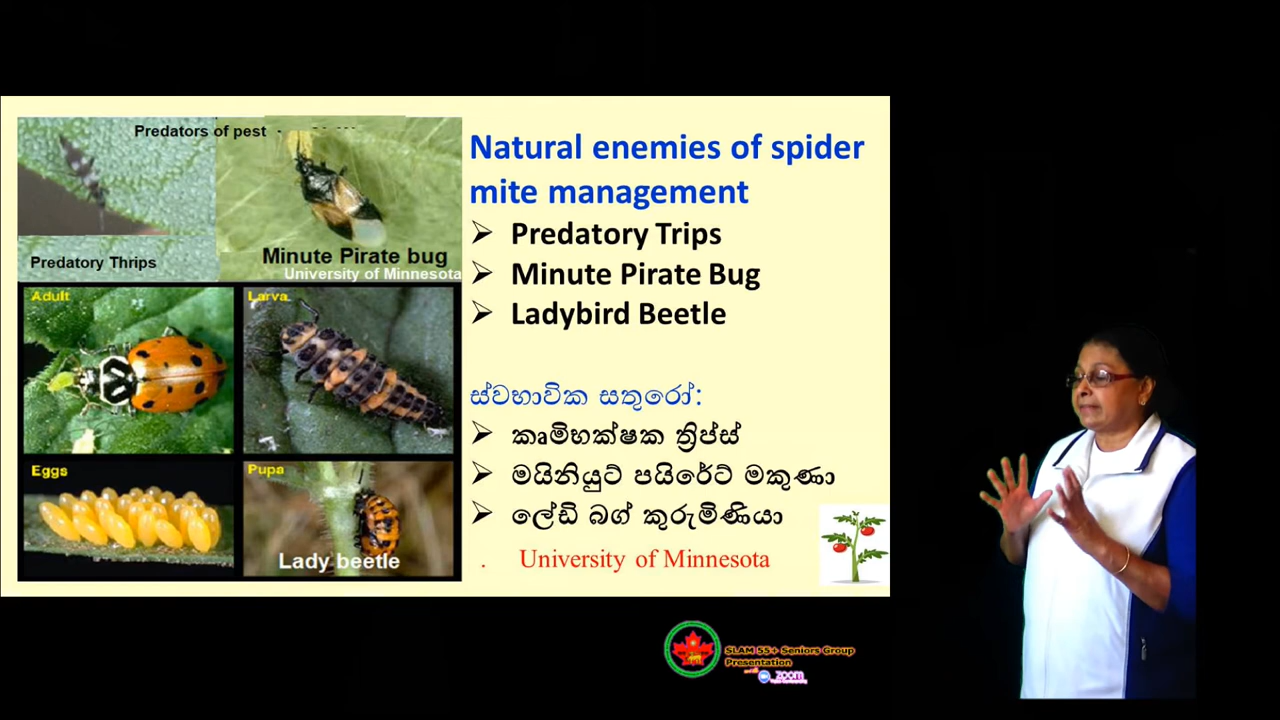 Predators of pest -
Predatory Thrips
Minute Pirate bug
University of Minnesota
Adult
Larva
Eggs
Pupa
Lady beetle
Natural enemies of spider
mite management
➢ Predatory Trips
➢ Minute Pirate Bug
➢ Ladybird Beetle
ස්වභාවික සතුරෝ:
➢ කෘමිභක්ෂක ත්‍රිප්ස්
➢ මයිනියුට් පයිරේට් මකුණා
➢ ලේඩි බග් කුරුමිණියා
. University of Minnesota
SLAM 55+ Seniors Group
Presentation
zoom